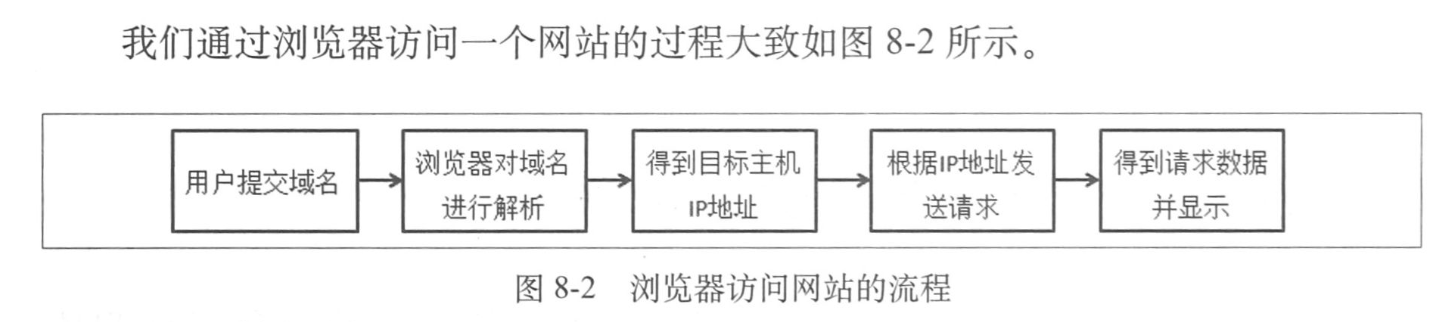 我们通过浏览器访问一个网站的过程大致如图 8-2 所示。
用户提交域名
浏览器对域名
进行解析
得到目标主机
IP地址
根据IP地址发
送请求
得到请求数据
并显示
图 8-2 浏览器访问网站的流程